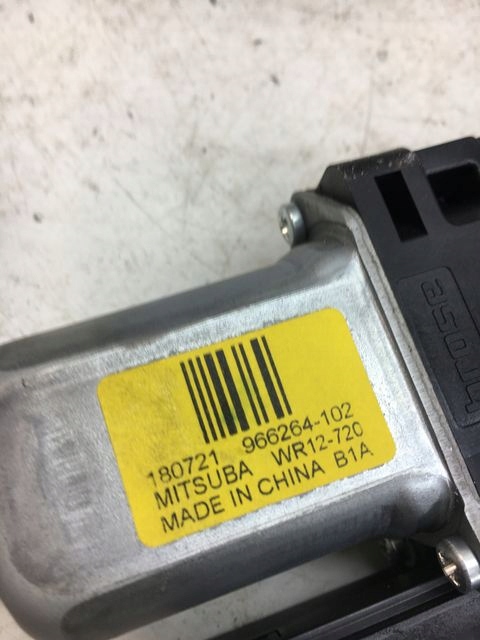 180721 966264-102
MITSUBA WR12-720
MADE IN CHINA B1A
brose